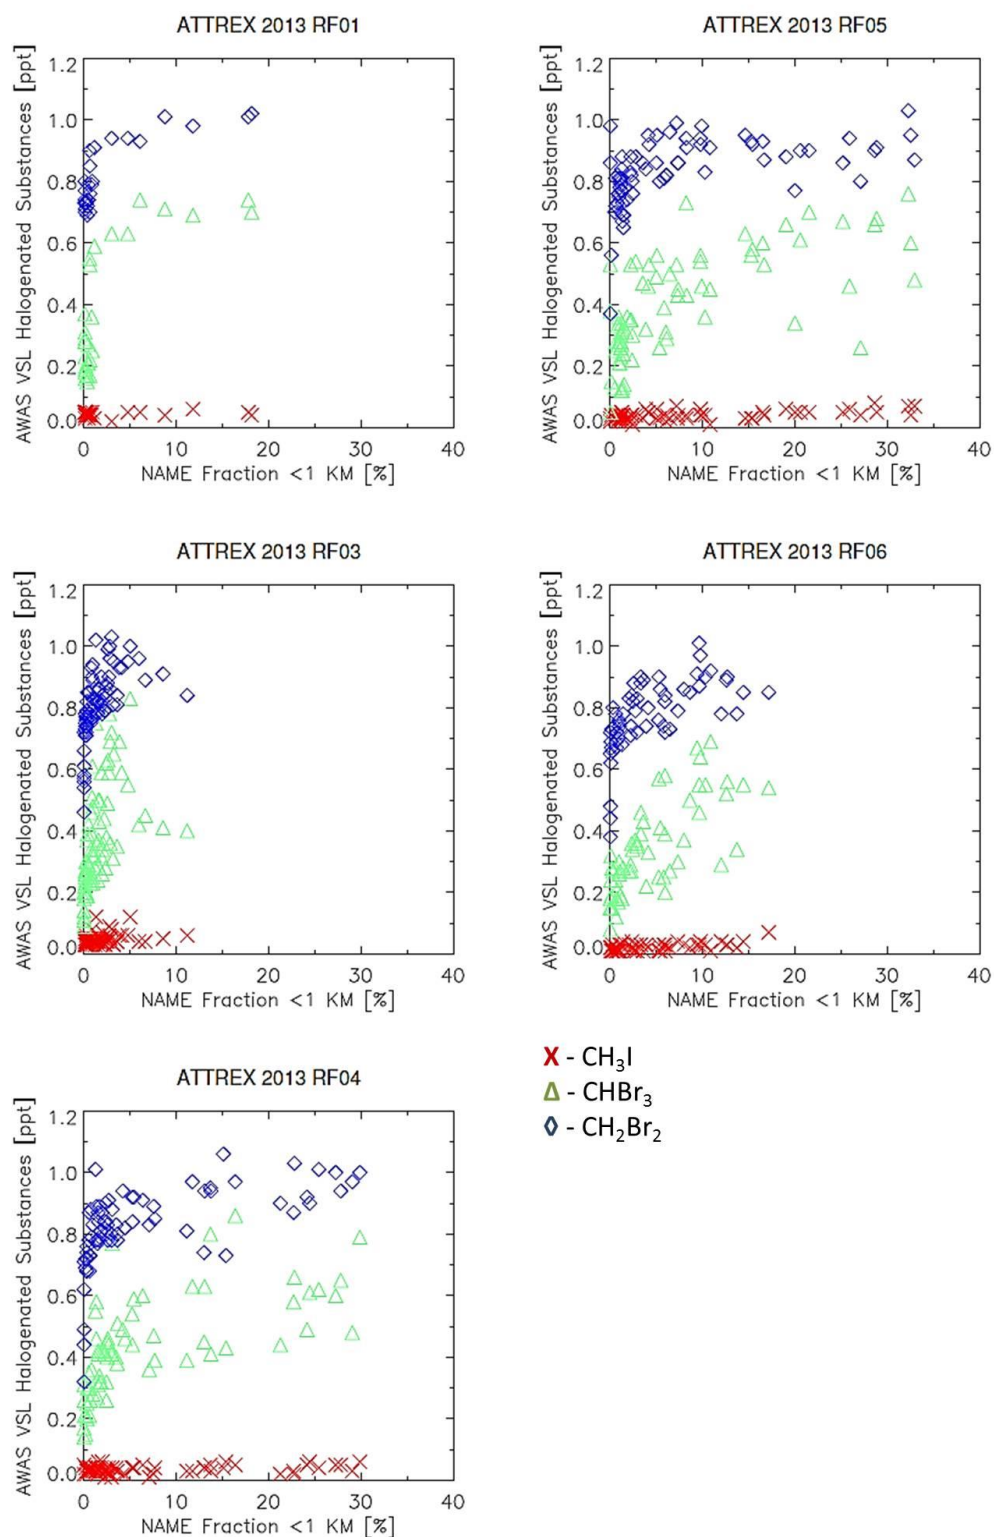 ATTREX 2013 RF01
AWAS VSL Halogenated Substances [ppt]
1.2
1.0
0.8
0.6
0.4
0.2
0.0
0 10 20 30 40
NAME Fraction <1 KM [%]
ATTREX 2013 RF05
AWAS VSL Halogenated Substances [ppt]
1.2
1.0
0.8
0.6
0.4
0.2
0.0
0 10 20 30 40
NAME Fraction <1 KM [%]
ATTREX 2013 RF03
AWAS VSL Halogenated Substances [ppt]
1.2
1.0
0.8
0.6
0.4
0.2
0.0
0 10 20 30 40
NAME Fraction <1 KM [%]
ATTREX 2013 RF06
AWAS VSL Halogenated Substances [ppt]
1.2
1.0
0.8
0.6
0.4
0.2
0.0
0 10 20 30 40
NAME Fraction <1 KM [%]
X - CH₃I
Δ - CHBr₃
◊ - CH₂Br₂
ATTREX 2013 RF04
AWAS VSL Halogenated Substances [ppt]
1.2
1.0
0.8
0.6
0.4
0.2
0.0
0 10 20 30 40
NAME Fraction <1 KM [%]